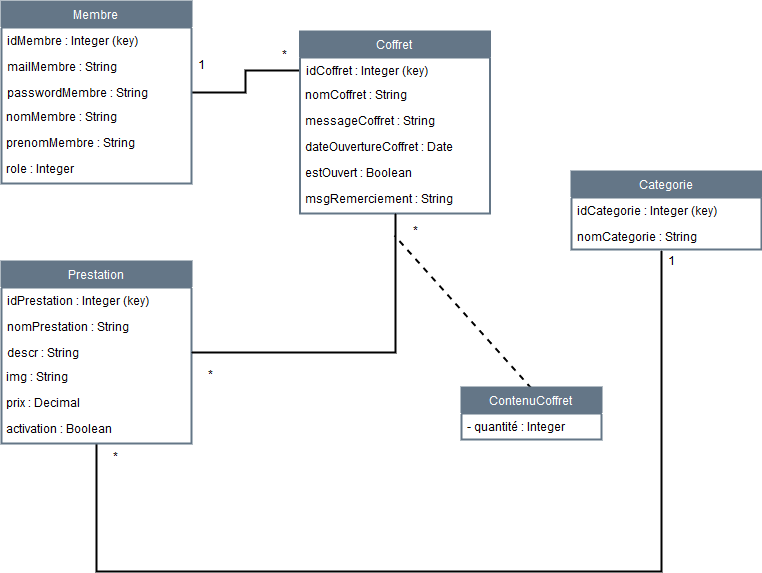 Membre
idMembre : Integer (key)
mailMembre : String
passwordMembre : String
nomMembre : String
prenomMembre : String
role : Integer
1
*
Coffret
idCoffret : Integer (key)
nomCoffret : String
messageCoffret : String
dateOuvertureCoffret : Date
estOuvert : Boolean
msgRemerciement : String
*
Categorie
idCategorie : Integer (key)
nomCategorie : String
1
Prestation
idPrestation : Integer (key)
nomPrestation : String
descr : String
img : String
prix : Decimal
activation : Boolean
*
*
ContenuCoffret
- quantité : Integer